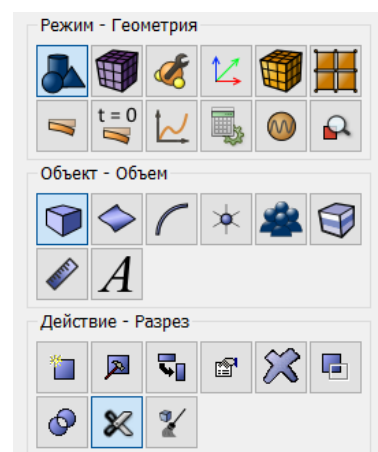 Режим - Геометрия
t = 0
Объект - Объем
A
Действие - Разрез